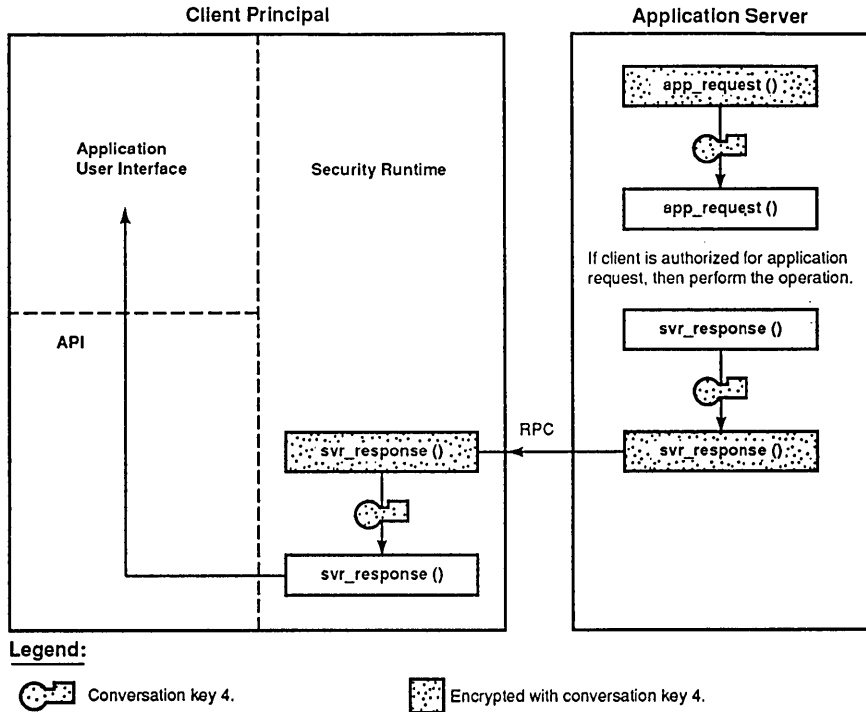 Client Principal
Application Server
app_request ()
Application
User Interface
Security Runtime
app_request ()
If client is authorized for application
request, then perform the operation.
API
svr_response ()
RPC
svr_response ()
svr_response ()
svr_response ()
Legend:
Conversation key 4.
Encrypted with conversation key 4.